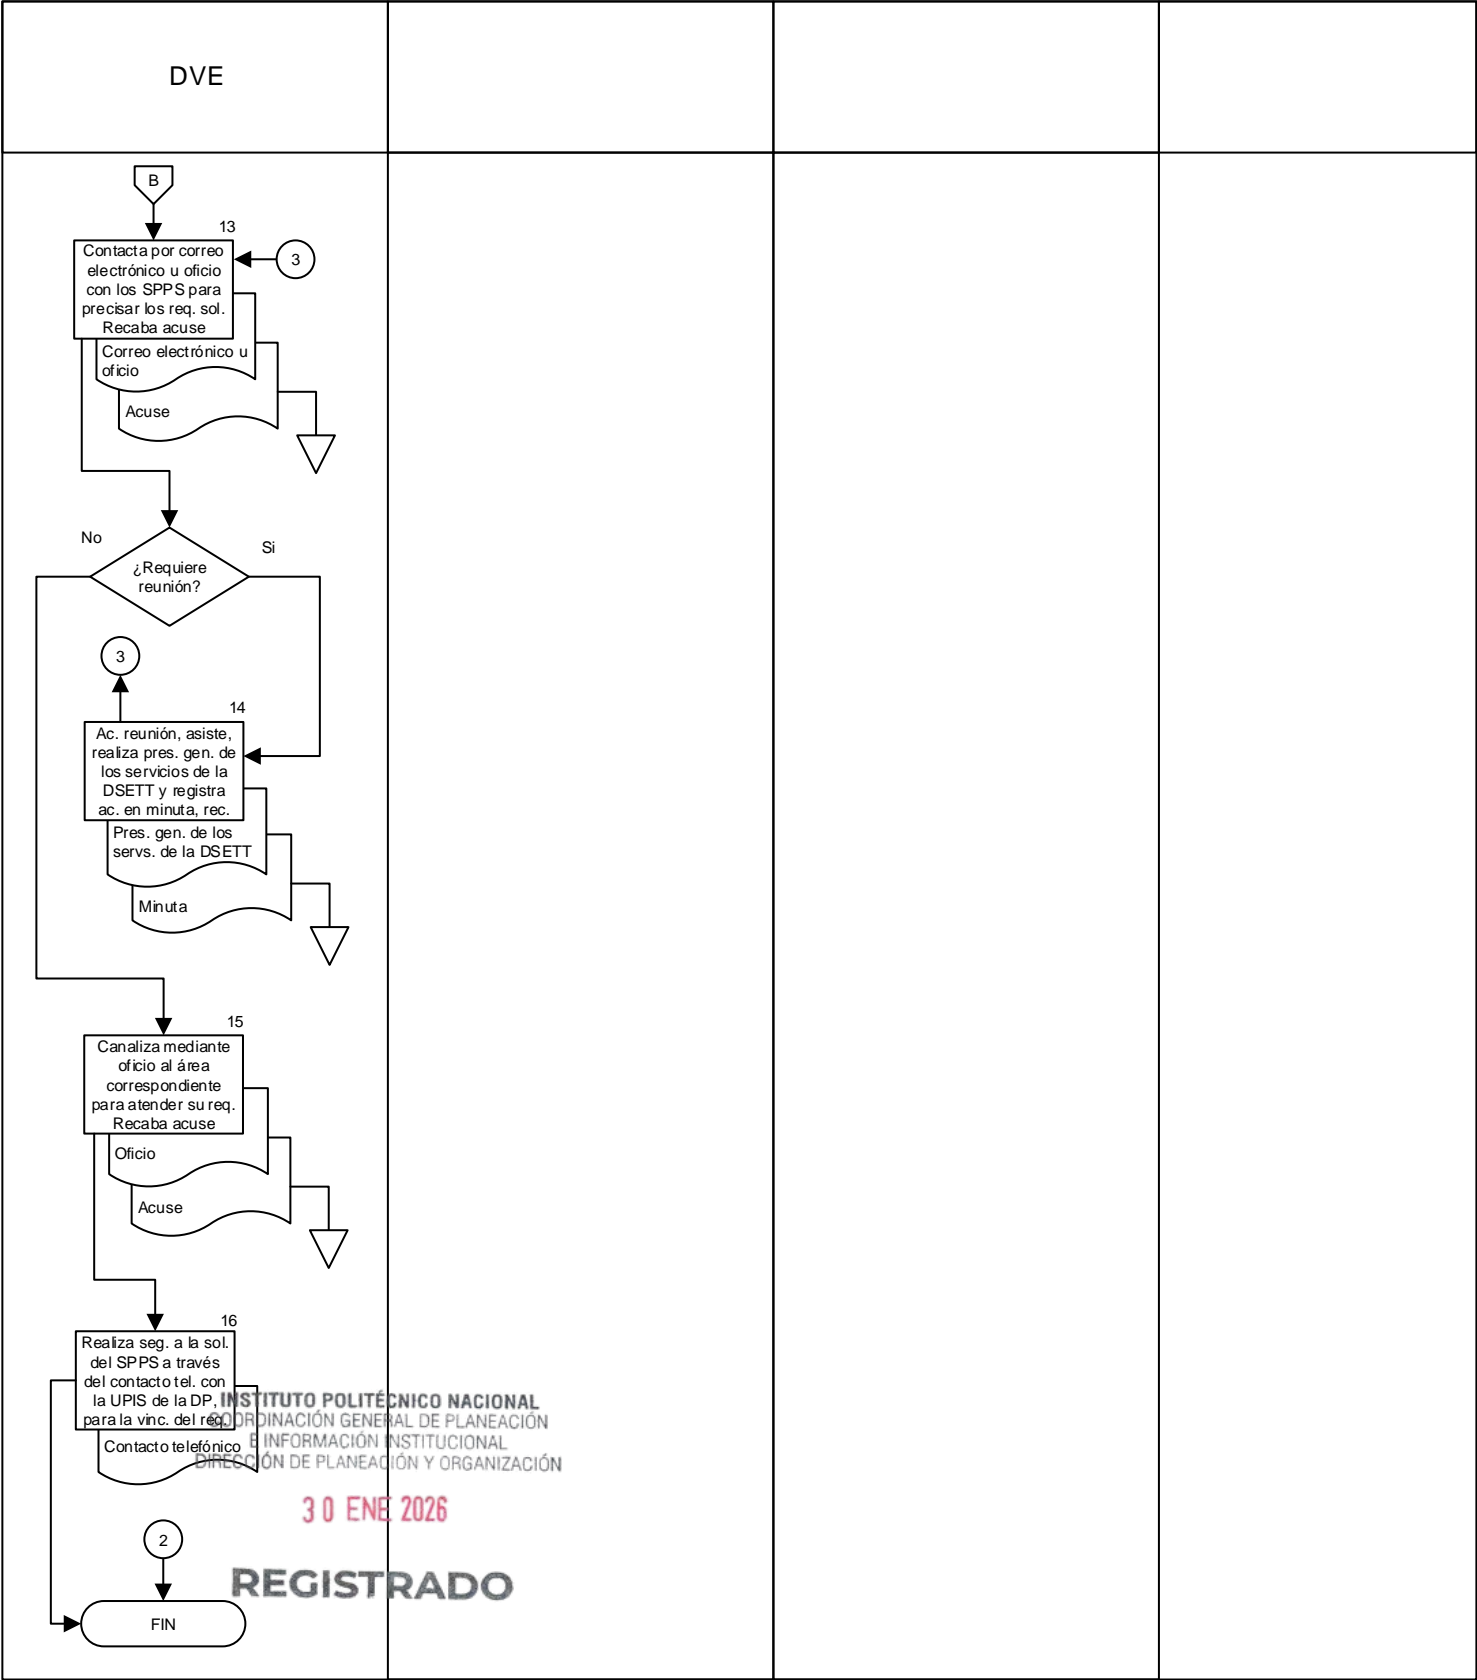 DVE
B
13
Contacta por correo
electrónico u oficio
con los SPPS para
precisar los req. sol.
Recaba acuse
3
Correo electrónico u
oficio
Acuse
No
Si
¿Requiere
reunión?
3
14
Ac. reunión, asiste,
realiza pres. gen. de
los servicios de la
DSETT y registra
ac. en minuta, rec.
Pres. gen. de los
servs. de la DSETT
Minuta
15
Canaliza mediante
oficio al área
correspondiente
para atender su req.
Recaba acuse
Oficio
Acuse
16
Realiza seg. a la sol.
del SPPS a través
del contacto tel. con
la UPIS de la DP,
para la vinc. del req.
Contacto telefónico
INSTITUTO POLITÉCNICO NACIONAL
COORDINACIÓN GENERAL DE PLANEACIÓN
E INFORMACIÓN INSTITUCIONAL
DIRECCIÓN DE PLANEACIÓN Y ORGANIZACIÓN
30 ENE 2026
REGISTRADO
2
FIN